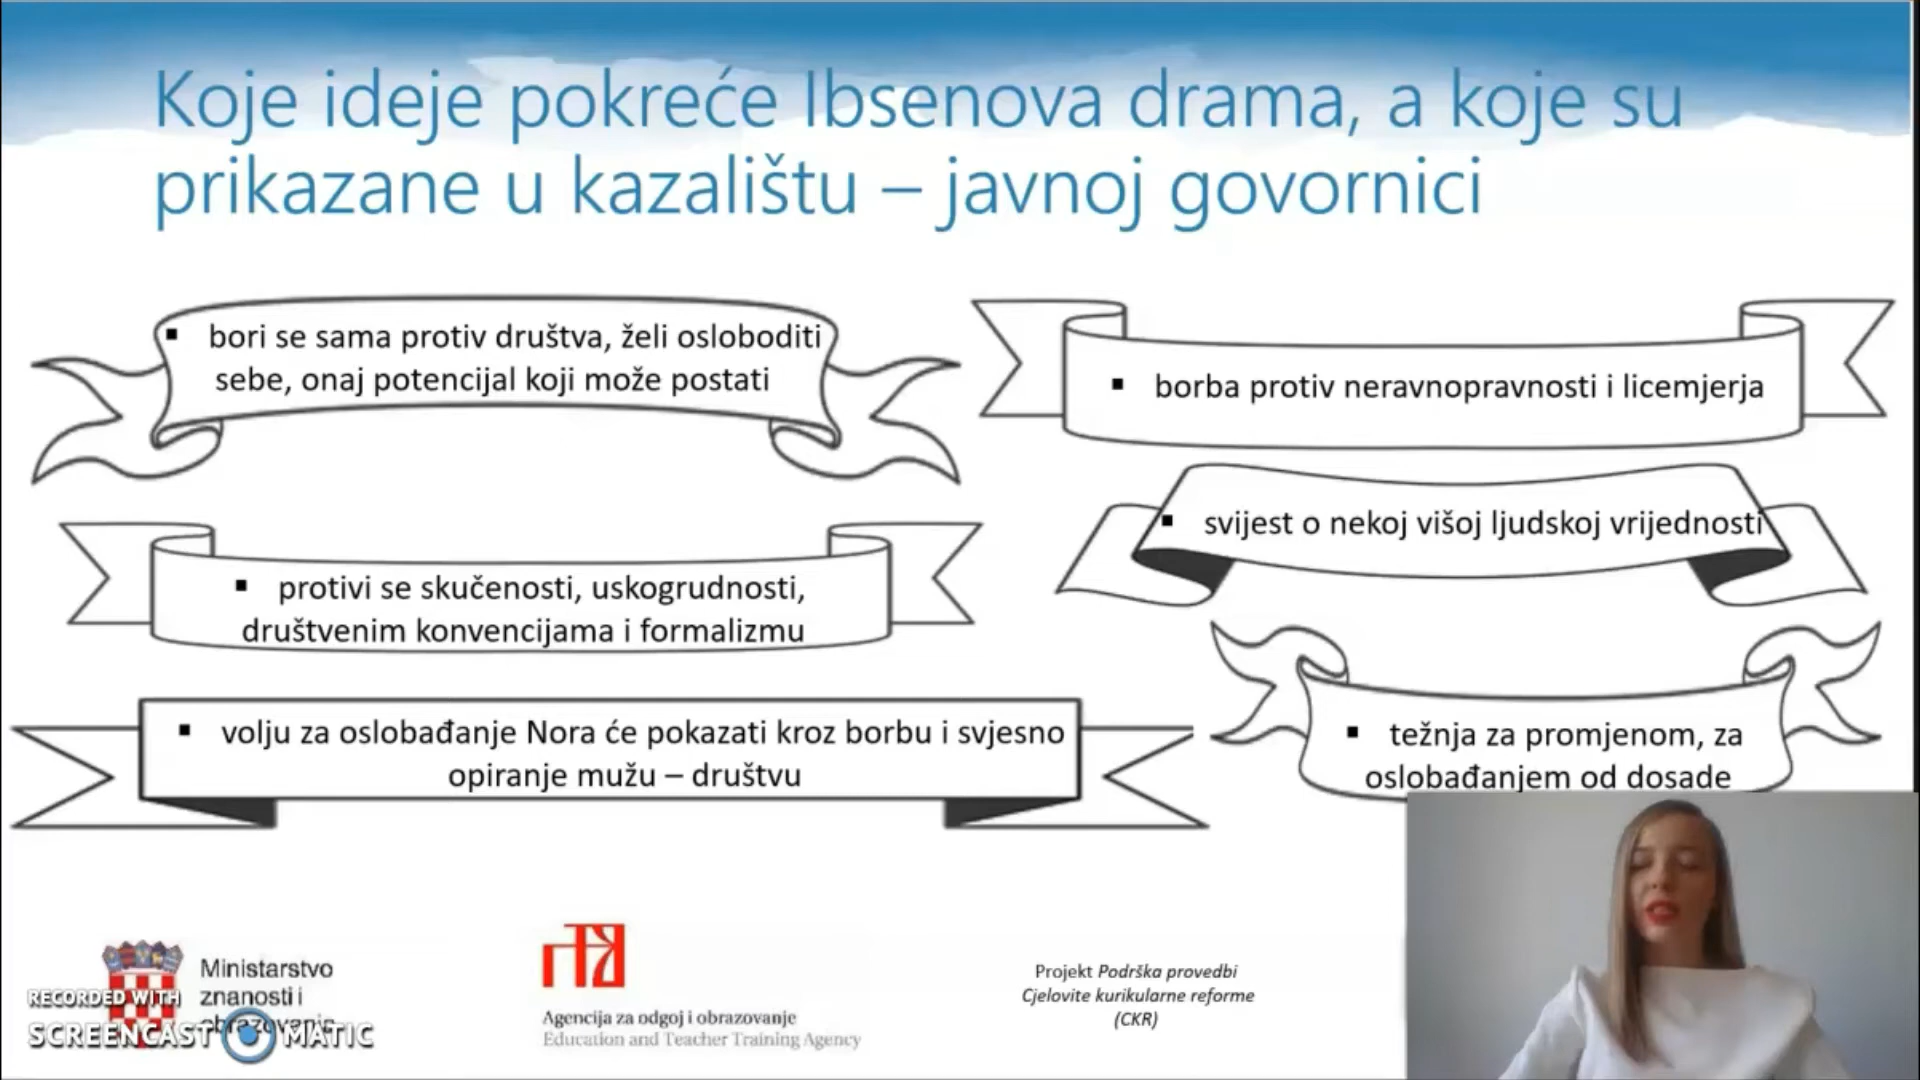 Koje ideje pokreće Ibsenova drama, a koje su
prikazane u kazalištu – javnoj govornici
▪ bori se sama protiv društva, želi osloboditi
sebe, onaj potencijal koji može postati
▪ protivi se skučenosti, uskogrudnosti,
društvenim konvencijama i formalizmu
▪ volju za oslobađanje Nora će pokazati kroz borbu i svjesno
opiranje mužu – društvu
▪ borba protiv neravnopravnosti i licemjerja
▪ svijest o nekoj višoj ljudskoj vrijednosti
▪ težnja za promjenom, za
oslobađanjem od dosade
Ministarstvo
znanosti i
obrazovanja
RECORDED WITH
SCREENCAST MATIC
Agencija za odgoj i obrazovanje
Education and Teacher Training Agency
Projekt Podrška provedbi
Cjelovite kurikularne reforme
(CKR)